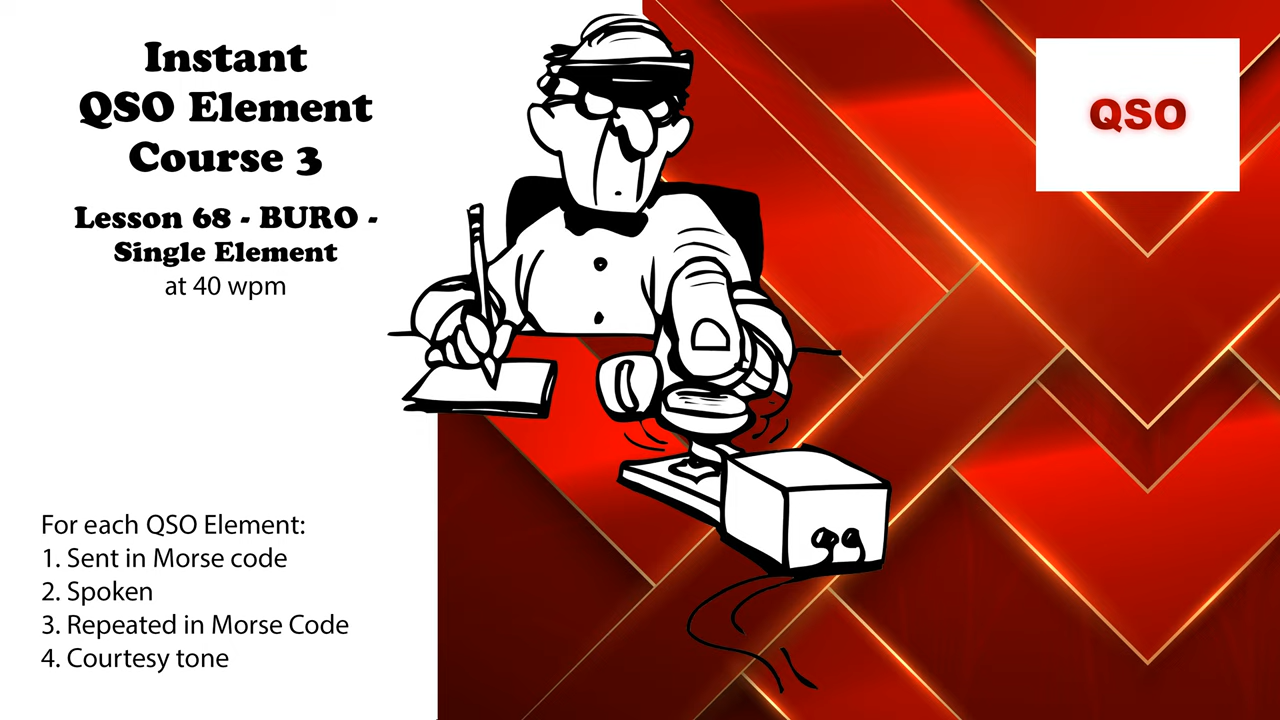 Instant
QSO Element
Course 3
Lesson 68 - BURO -
Single Element
at 40 wpm
QSO
For each QSO Element:
1. Sent in Morse code
2. Spoken
3. Repeated in Morse Code
4. Courtesy tone